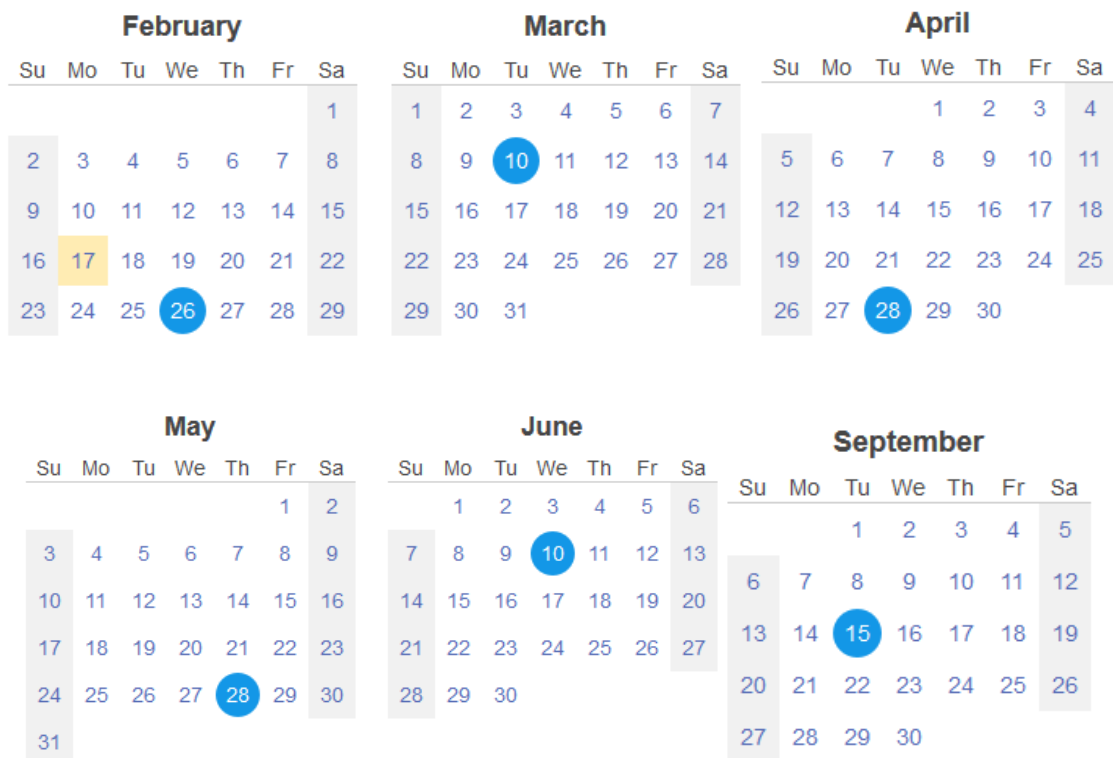 February
Su Mo Tu We Th Fr Sa
1
2 3 4 5 6 7 8
9 10 11 12 13 14 15
16 17 18 19 20 21 22
23 24 25 26 27 28 29
March
Su Mo Tu We Th Fr Sa
1 2 3 4 5 6 7
8 9 10 11 12 13 14
15 16 17 18 19 20 21
22 23 24 25 26 27 28
29 30 31
April
Su Mo Tu We Th Fr Sa
1 2 3 4
5 6 7 8 9 10 11
12 13 14 15 16 17 18
19 20 21 22 23 24 25
26 27 28 29 30
May
Su Mo Tu We Th Fr Sa
1 2
3 4 5 6 7 8 9
10 11 12 13 14 15 16
17 18 19 20 21 22 23
24 25 26 27 28 29 30
31
June
Su Mo Tu We Th Fr Sa
1 2 3 4 5 6
7 8 9 10 11 12 13
14 15 16 17 18 19 20
21 22 23 24 25 26 27
28 29 30
September
Su Mo Tu We Th Fr Sa
1 2 3 4 5
6 7 8 9 10 11 12
13 14 15 16 17 18 19
20 21 22 23 24 25 26
27 28 29 30